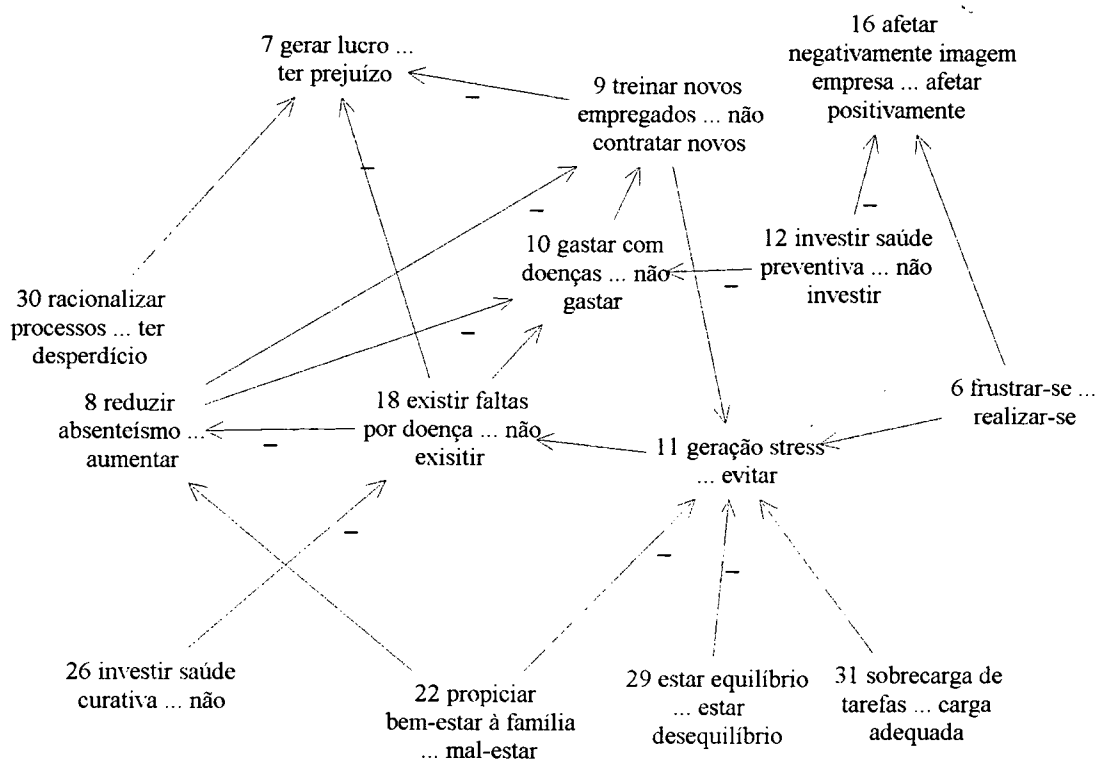 7 gerar lucro ...
ter prejuízo
16 afetar
negativamente imagem
empresa ... afetar
positivamente
9 treinar novos
empregados ... não
contratar novos
10 gastar com
doenças ... não
gastar
12 investir saúde
preventiva ... não
investir
30 racionalizar
processos ... ter
desperdício
8 reduzir
absenteísmo ...
aumentar
18 existir faltas
por doença ... não
exisitir
11 geração stress
... evitar
6 frustrar-se ...
realizar-se
26 investir saúde
curativa ... não
22 propiciar
bem-estar à família
... mal-estar
29 estar equilíbrio
... estar
desequilíbrio
31 sobrecarga de
tarefas ... carga
adequada